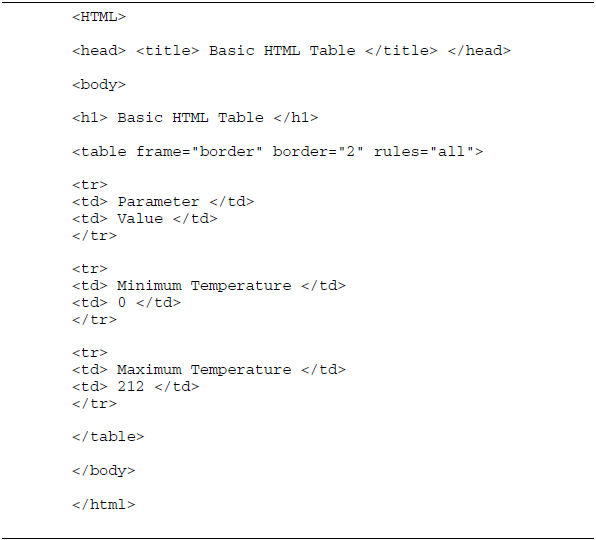 <HTML>
<head> <title> Basic HTML Table </title> </head>
<body>
<h1> Basic HTML Table </h1>
<table frame="border" border="2" rules="all">
<tr>
<td> Parameter </td>
<td> Value </td>
</tr>
<tr>
<td> Minimum Temperature </td>
<td> 0 </td>
</tr>
<tr>
<td> Maximum Temperature </td>
<td> 212 </td>
</tr>
</table>
</body>
</html>